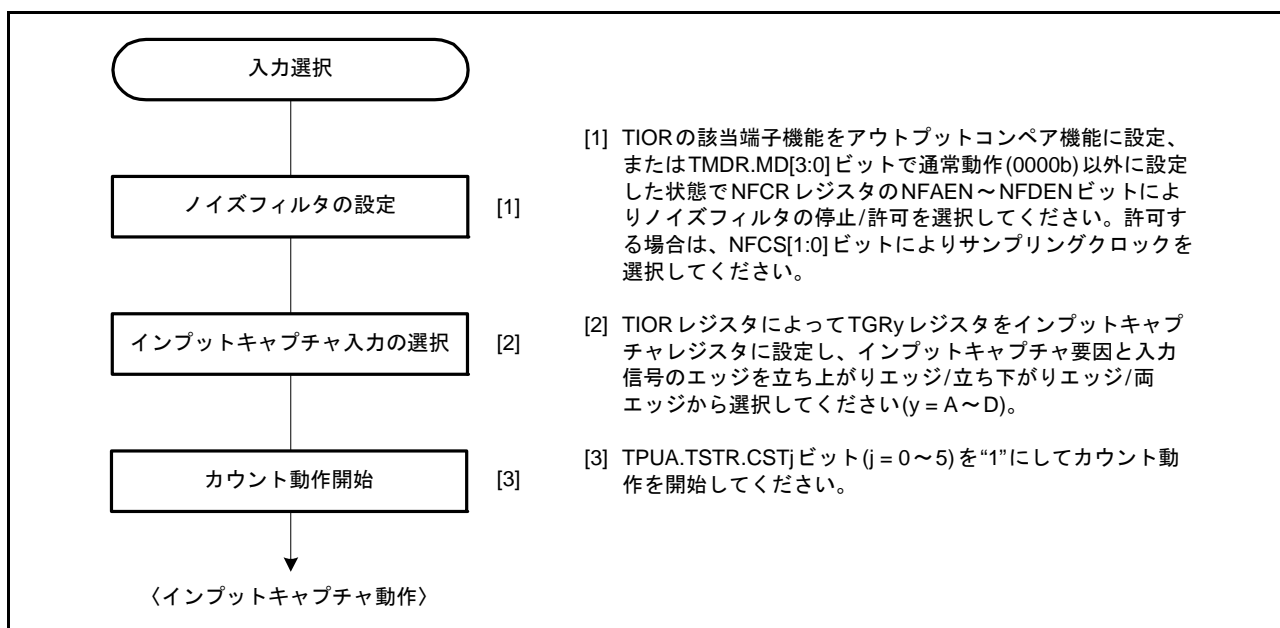 入力選択
ノイズフィルタの設定
[1]
[1] TIORの該当端子機能をアウトプットコンペア機能に設定、
またはTMDR.MD[3:0]ビットで通常動作(0000b)以外に設定
した状態でNFCRレジスタのNFAEN～NFDENビットによ
りノイズフィルタの停止/許可を選択してください。許可す
る場合は、NFCS[1:0]ビットによりサンプリングクロックを
選択してください。
インプットキャプチャ入力の選択
[2]
[2] TIORレジスタによってTGRyレジスタをインプットキャプ
チャレジスタに設定し、インプットキャプチャ要因と入力
信号のエッジを立ち上がりエッジ/立ち下がりエッジ/両
エッジから選択してください(y = A～D)。
カウント動作開始
[3]
[3] TPUA.TSTR.CSTjビット(j = 0～5)を“1”にしてカウント動
作を開始してください。
〈インプットキャプチャ動作〉